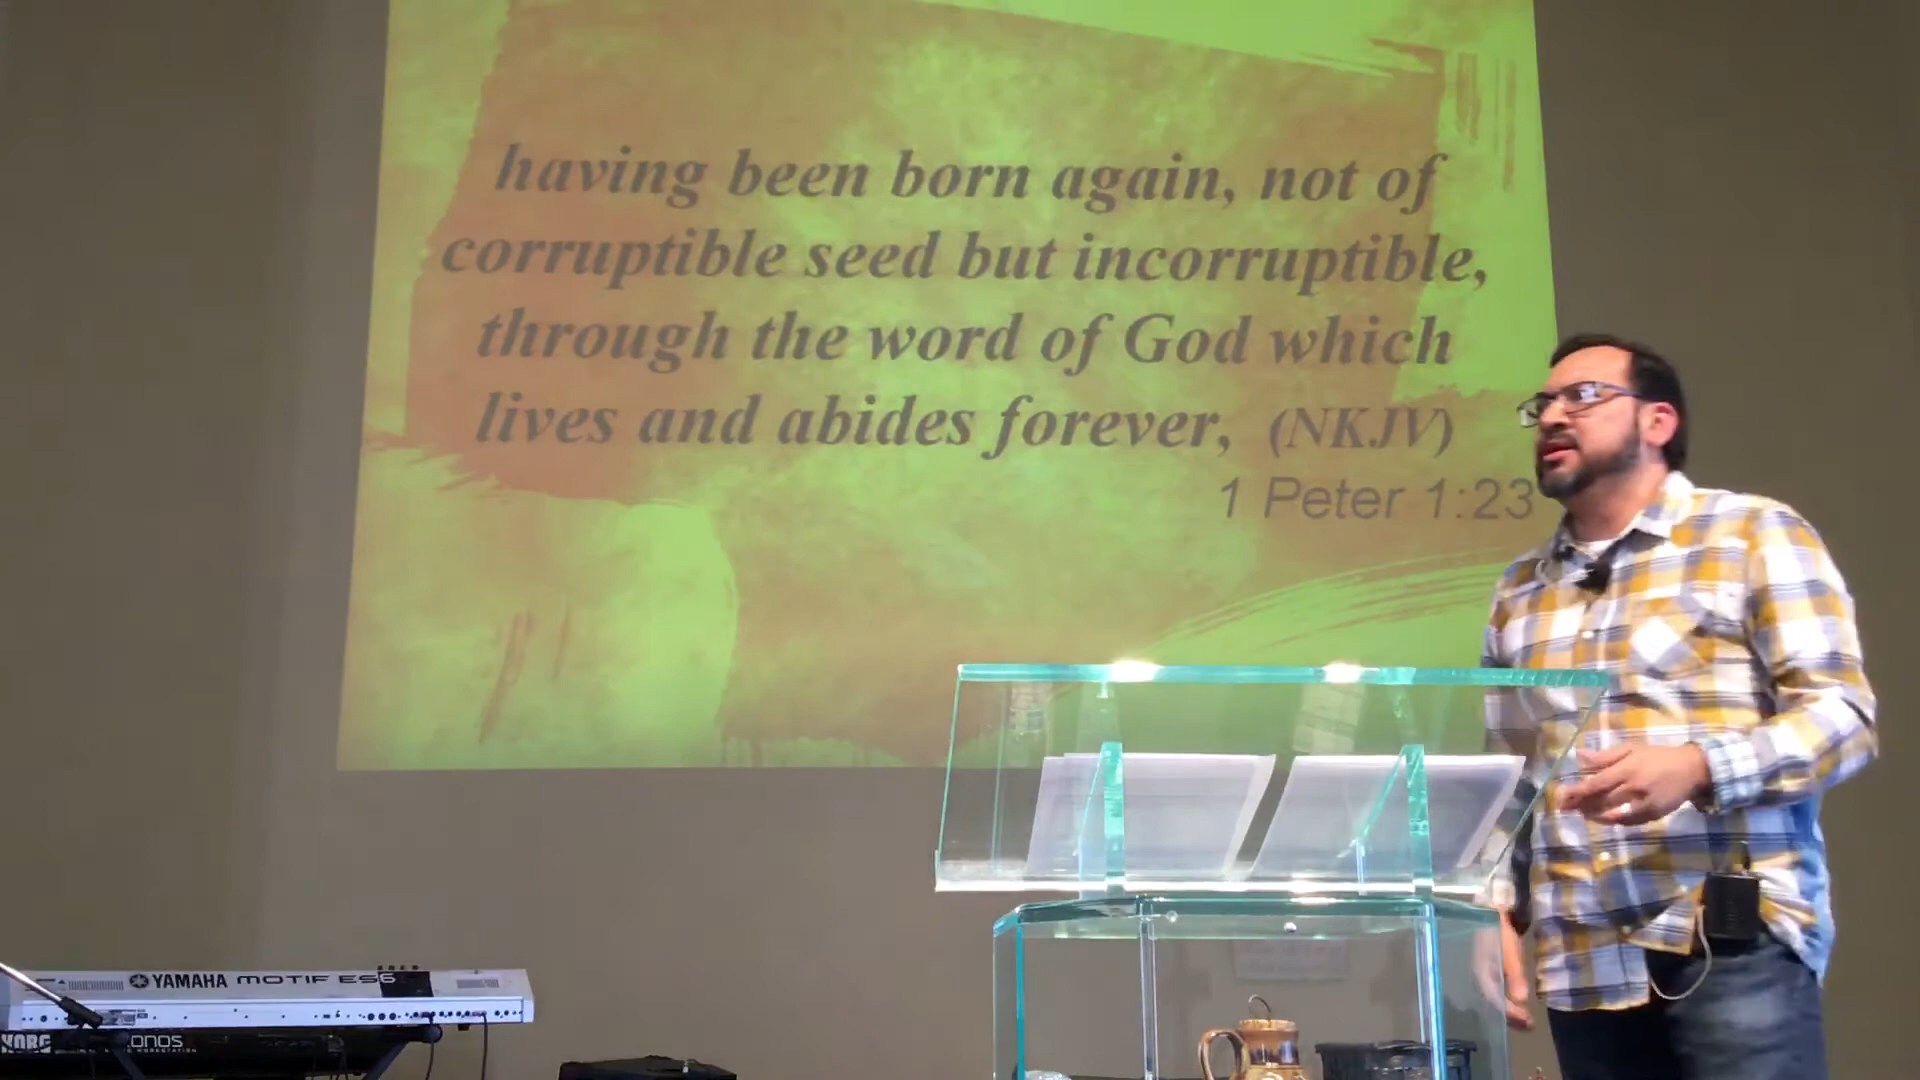 having been born again, not of
corruptible seed but incorruptible,
through the word of God which
lives and abides forever, (NKJV)
1 Peter 1:23
YAMAHA MOTIF ES6
KORG